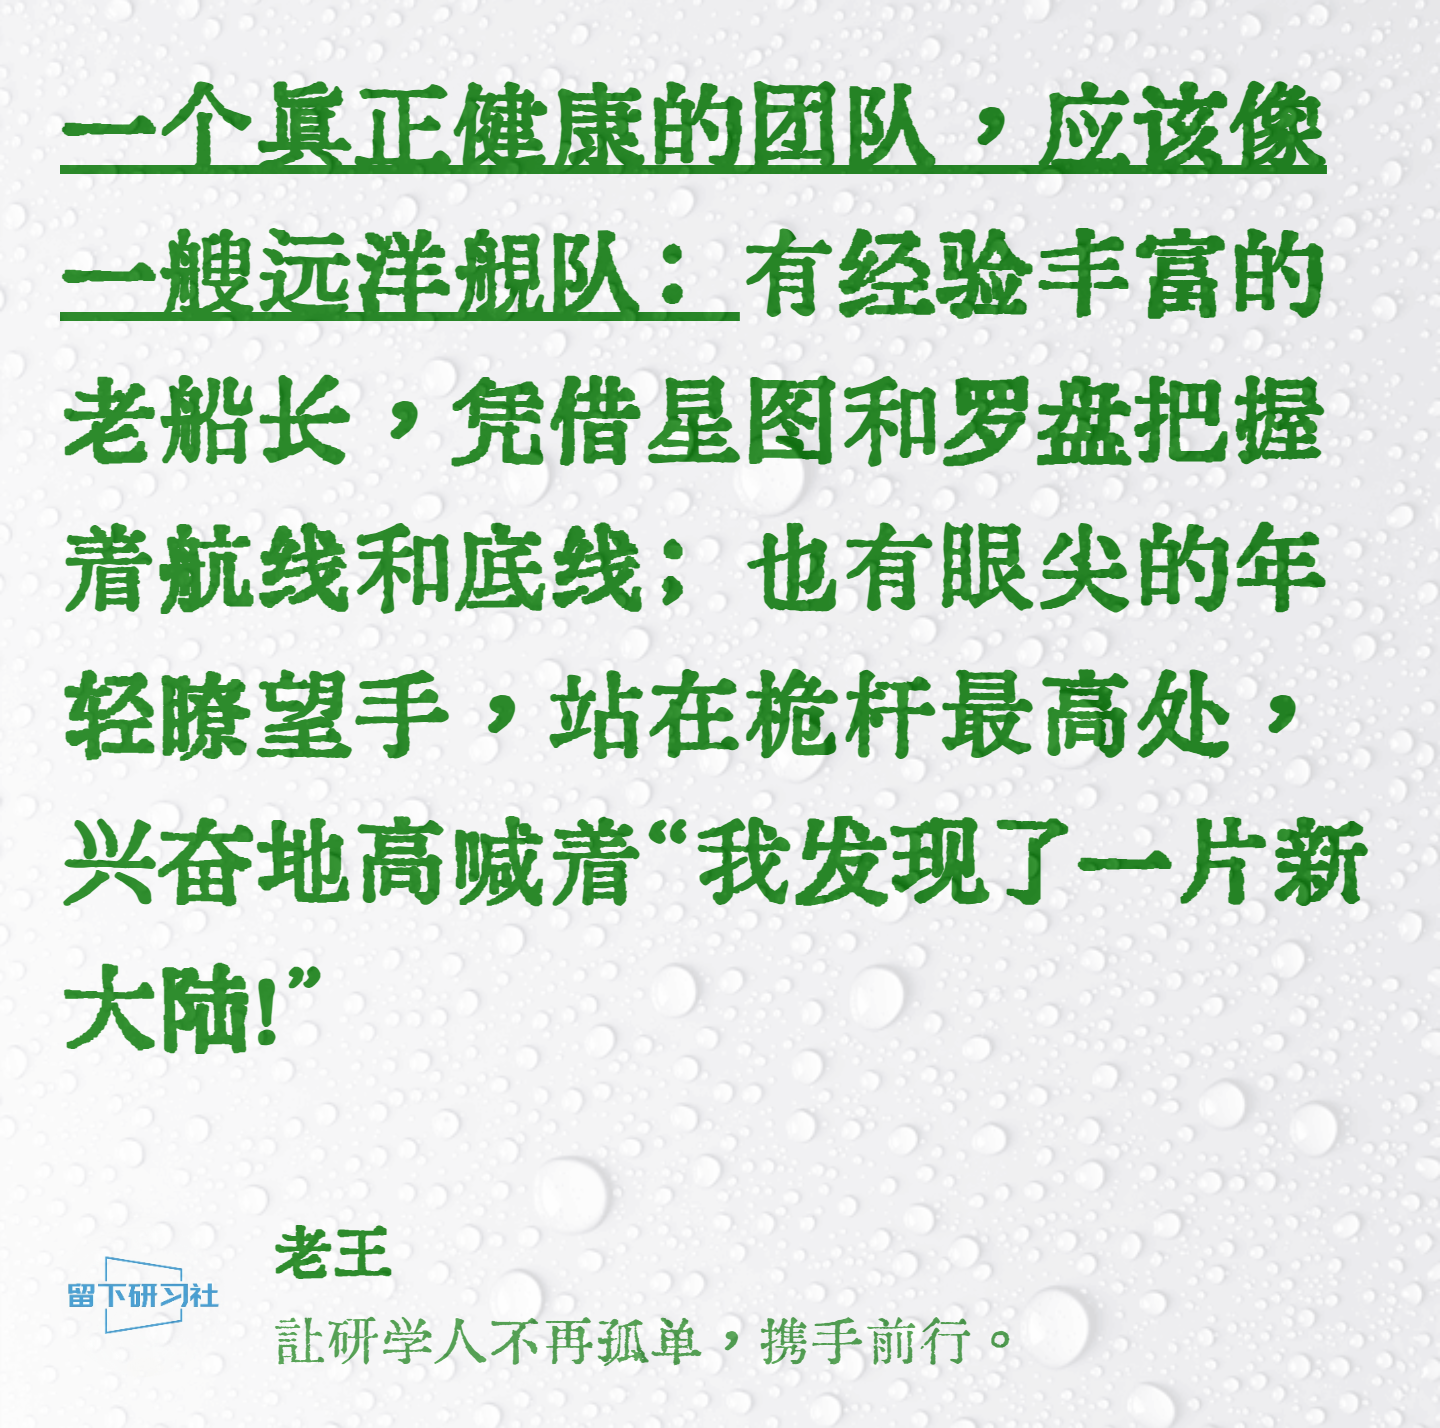 一个眞正健康的团队，应该像
一艘远洋舰队：有经验丰富的
老船长，凭借星图和罗盘把握
着航线和底线；也有眼尖的年
轻瞭望手，站在桅杆最高处，
兴奋地高喊着“我发现了一片新
大陆!”
老王
留下研习社
訨研学人不再孤单，携手前行。